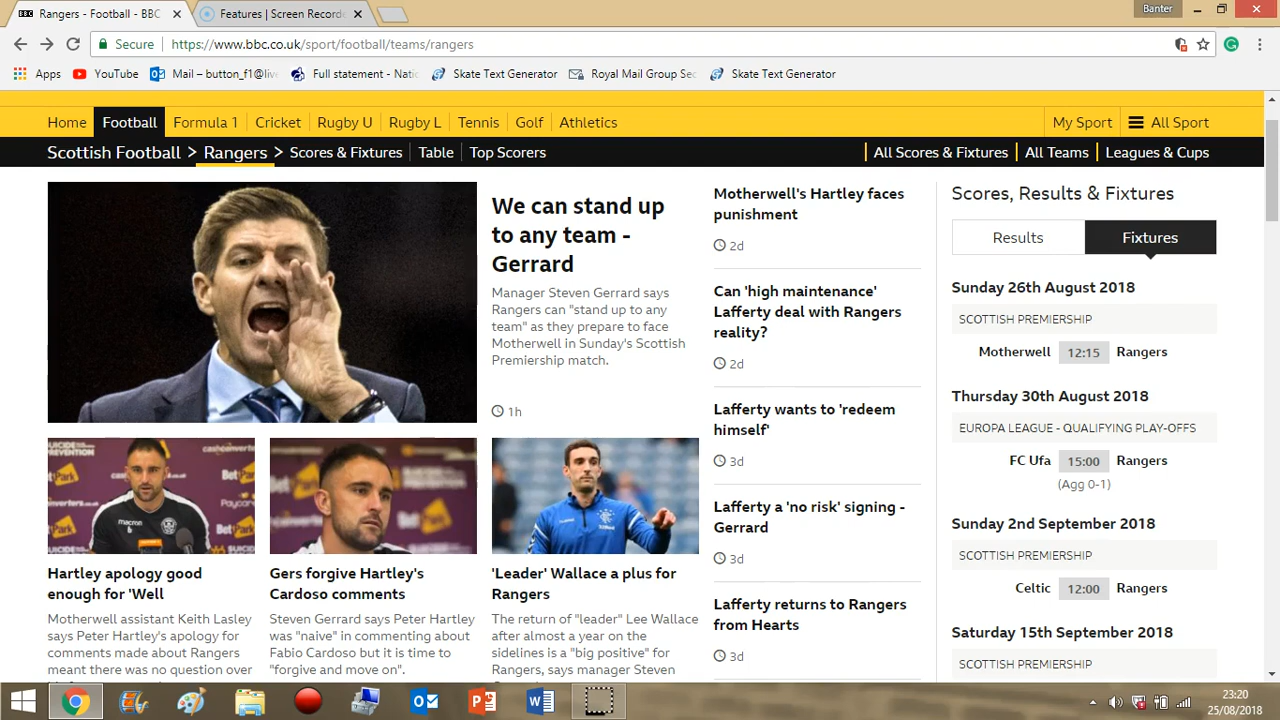 Rangers - Football - BBC
Features | Screen Recorde
Banter
Secure
https://www.bbc.co.uk/sport/football/teams/rangers
Apps
YouTube
Mail – button_f1@live
Full statement - Natio
Skate Text Generator
Royal Mail Group Sec
Skate Text Generator
Home
Football
Formula 1
Cricket
Rugby U
Rugby L
Tennis
Golf
Athletics
My Sport
All Sport
Scottish Football >
Rangers >
Scores & Fixtures
Table
Top Scorers
All Scores & Fixtures
All Teams
Leagues & Cups
We can stand up
to any team -
Gerrard
Manager Steven Gerrard says
Rangers can "stand up to any
team" as they prepare to face
Motherwell in Sunday's Scottish
Premiership match.
1h
Hartley apology good
enough for 'Well
Motherwell assistant Keith Lasley
says Peter Hartley's apology for
comments made about Rangers
meant there was no question over
Gers forgive Hartley's
Cardoso comments
Steven Gerrard says Peter Hartley
was "naive" in commenting about
Fabio Cardoso but it is time to
"forgive and move on".
'Leader' Wallace a plus for
Rangers
The return of "leader" Lee Wallace
after almost a year on the
sidelines is a "big positive" for
Rangers, says manager Steven
Motherwell's Hartley faces
punishment
2d
Can 'high maintenance'
Lafferty deal with Rangers
reality?
2d
Lafferty wants to 'redeem
himself'
3d
Lafferty a 'no risk' signing -
Gerrard
3d
Lafferty returns to Rangers
from Hearts
3d
Scores, Results & Fixtures
Results
Fixtures
Sunday 26th August 2018
SCOTTISH PREMIERSHIP
Motherwell 12:15 Rangers
Thursday 30th August 2018
EUROPA LEAGUE - QUALIFYING PLAY-OFFS
FC Ufa 15:00 Rangers
(Agg 0-1)
Sunday 2nd September 2018
SCOTTISH PREMIERSHIP
Celtic 12:00 Rangers
Saturday 15th September 2018
SCOTTISH PREMIERSHIP
23:20
25/08/2018